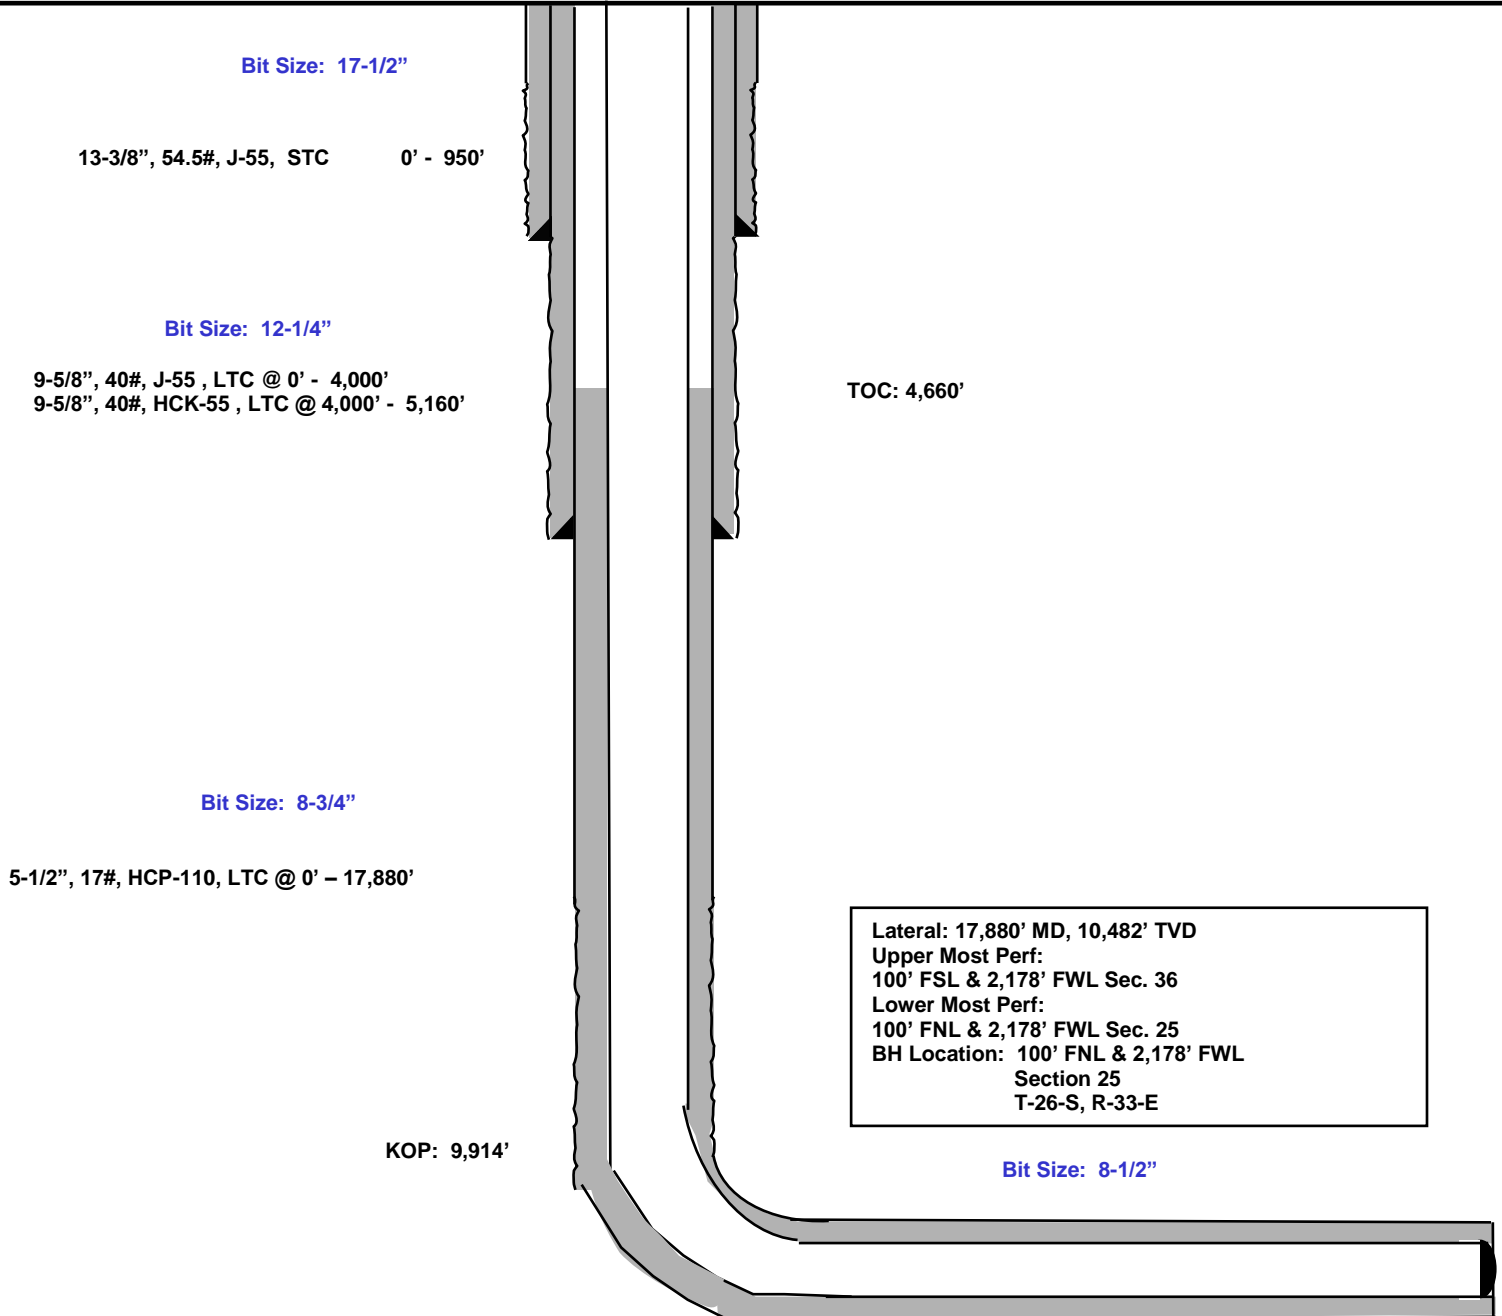 Bit Size: 17-1/2”
13-3/8”, 54.5#, J-55, STC 0’ - 950’
Bit Size: 12-1/4”
9-5/8”, 40#, J-55 , LTC @ 0’ - 4,000’
9-5/8”, 40#, HCK-55 , LTC @ 4,000’ - 5,160’
TOC: 4,660’
Bit Size: 8-3/4”
5-1/2”, 17#, HCP-110, LTC @ 0’ – 17,880’
Lateral: 17,880’ MD, 10,482’ TVD
Upper Most Perf:
100’ FSL & 2,178’ FWL Sec. 36
Lower Most Perf:
100’ FNL & 2,178’ FWL Sec. 25
BH Location: 100’ FNL & 2,178’ FWL
Section 25
T-26-S, R-33-E
KOP: 9,914’
Bit Size: 8-1/2”